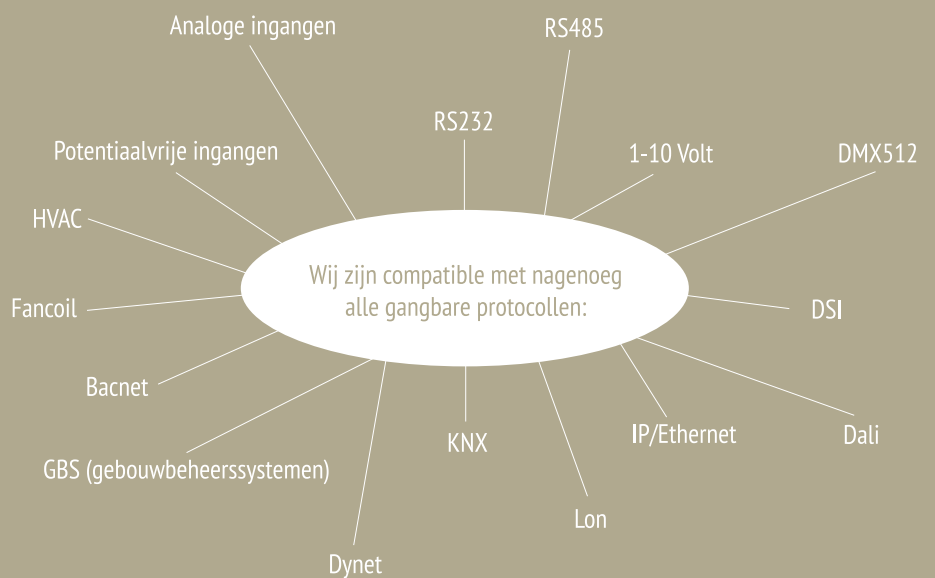 Analoge ingangen
RS485
RS232
Potentiaalvrije ingangen
1-10 Volt
DMX512
HVAC
Wij zijn compatible met nagenoeg
alle gangbare protocollen:
Fancoil
DSI
Bacnet
IP/Ethernet
Dali
KNX
GBS (gebouwbeheerssystemen)
Lon
Dynet